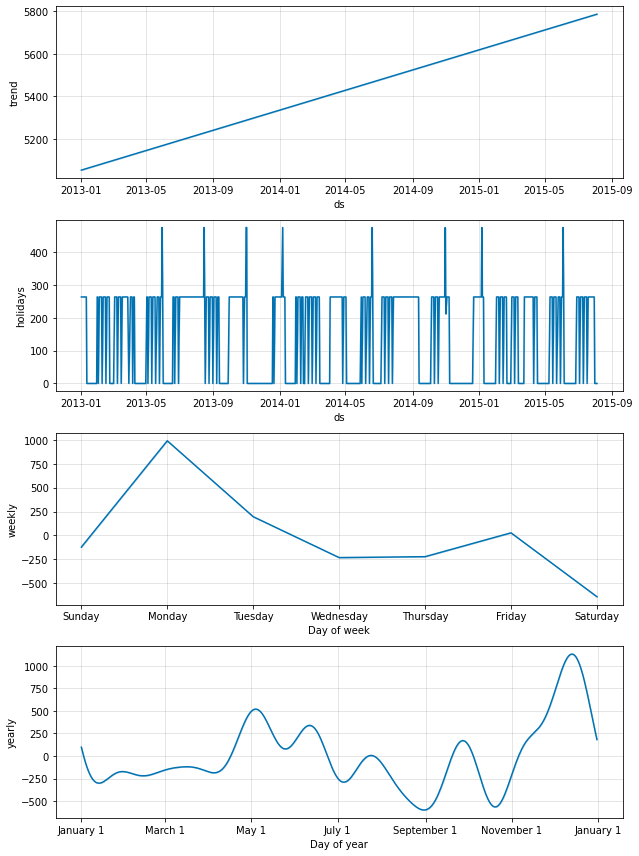 5800
5600
5400
5200
trend
2013-01 2013-05 2013-09 2014-01 2014-05 2014-09 2015-01 2015-05 2015-09
ds
400
300
200
100
0
holidays
2013-01 2013-05 2013-09 2014-01 2014-05 2014-09 2015-01 2015-05 2015-09
ds
1000
750
500
250
0
−250
−500
weekly
Sunday Monday Tuesday Wednesday Thursday Friday Saturday
Day of week
1000
750
500
250
0
−250
−500
yearly
January 1 March 1 May 1 July 1 September 1 November 1 January 1
Day of year